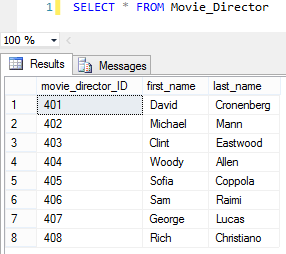 1 SELECT * FROM Movie_Director
100 %
Results Messages
movie_director_ID first_name last_name
1 401 David Cronenberg
2 402 Michael Mann
3 403 Clint Eastwood
4 404 Woody Allen
5 405 Sofia Coppola
6 406 Sam Raimi
7 407 George Lucas
8 408 Rich Christiano